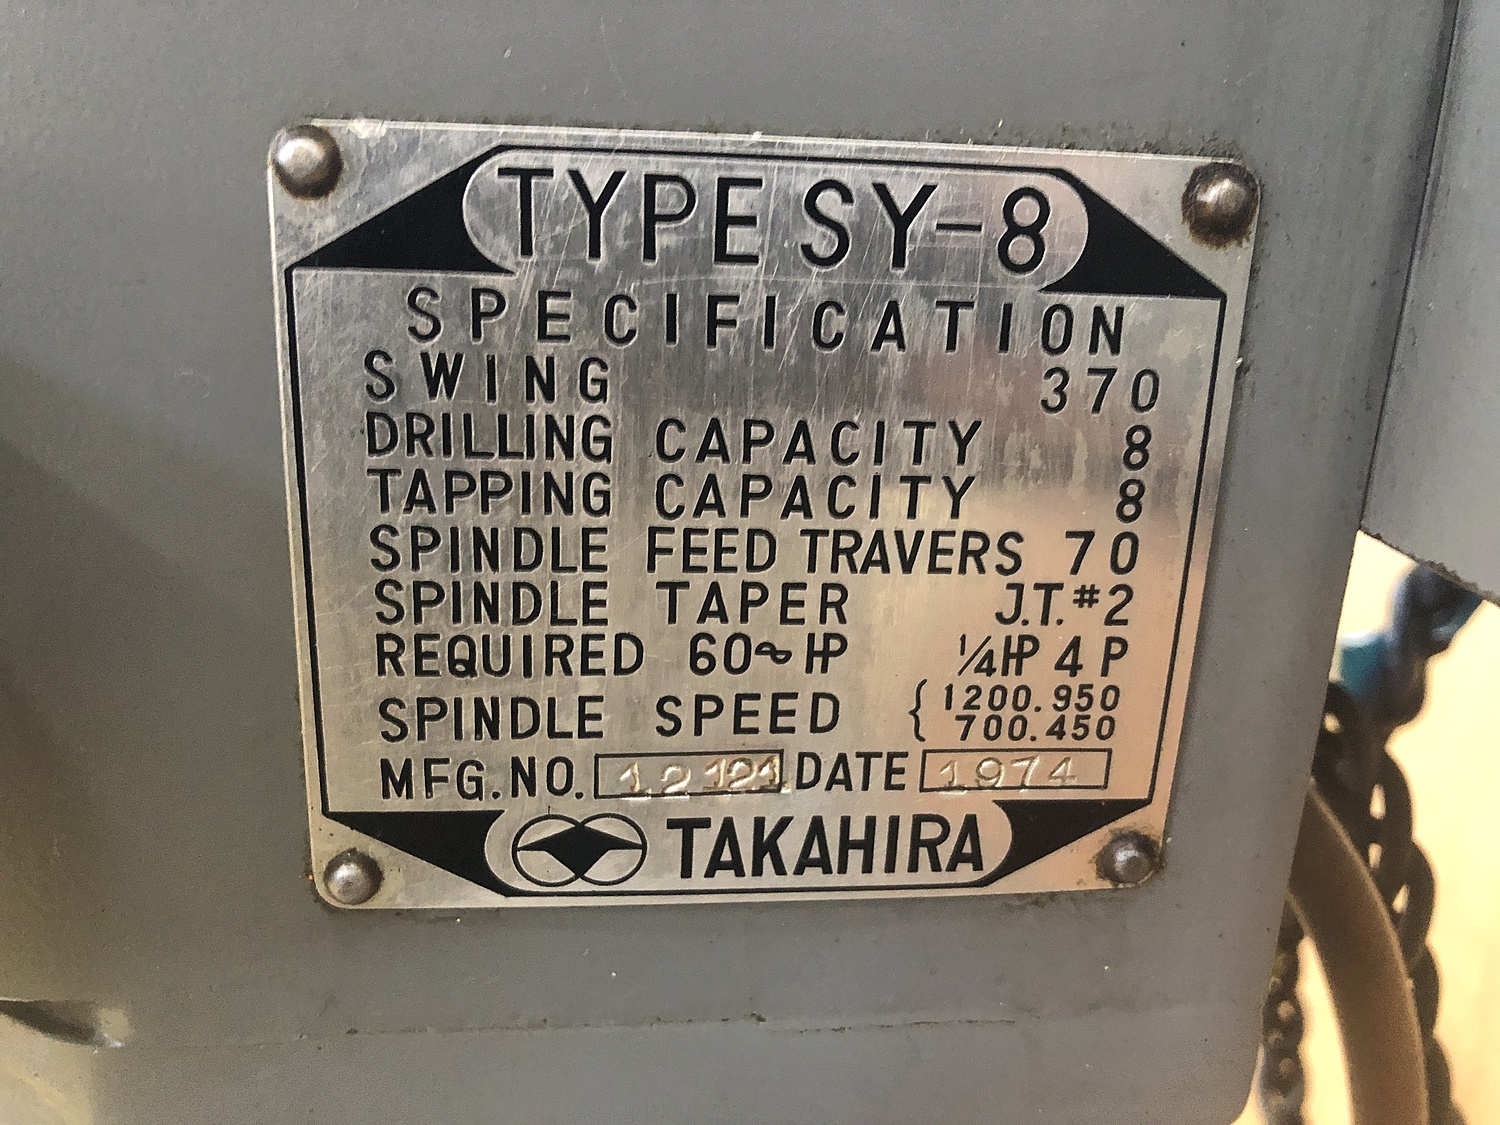 TYPE SY-8
SPECIFICATION
SWING 370
DRILLING CAPACITY 8
TAPPING CAPACITY 8
SPINDLE FEED TRAVERS 70
SPINDLE TAPER J.T.#2
REQUIRED 60~HP 1/4HP 4P
SPINDLE SPEED { 1200.950
700.450
MFG.NO. 12121 DATE 1974
TAKAHIRA